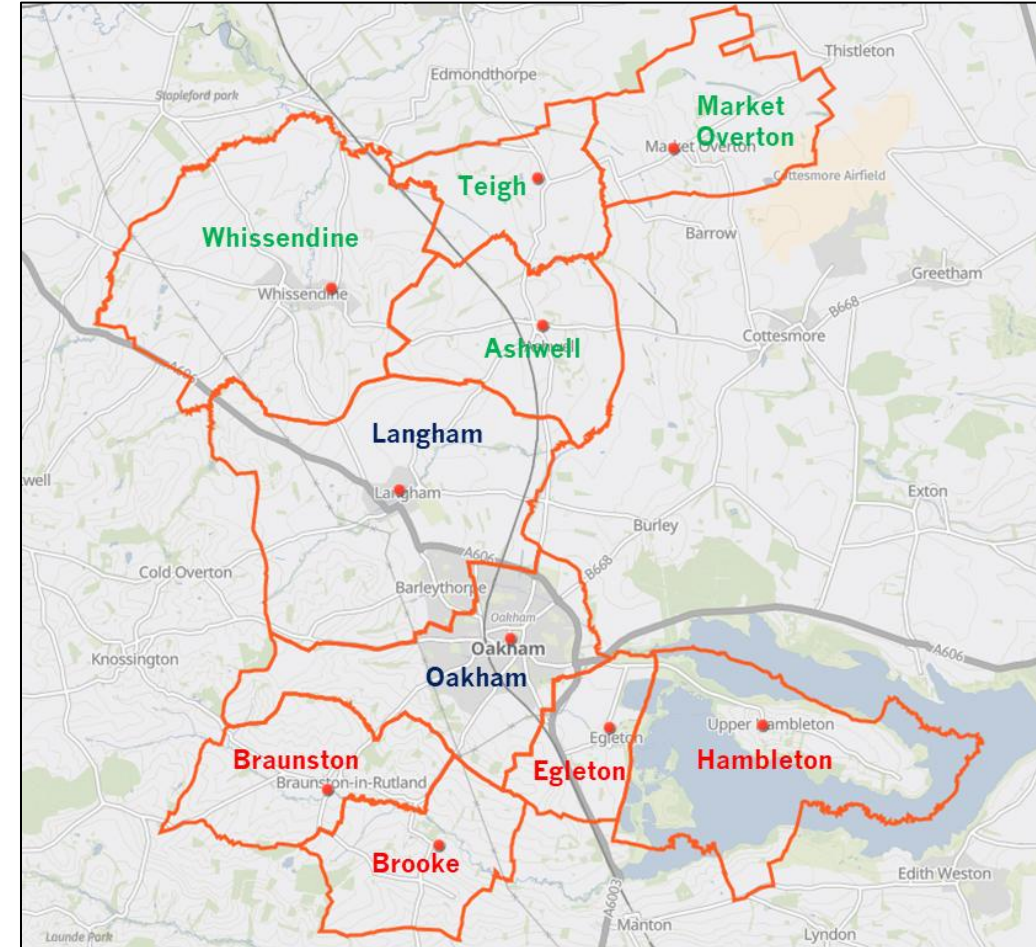 Thistleton
Edmondthorpe
Stapleford park
Market
Overton
Market Overton
Teigh
Cottesmore Airfield
Whissendine
Barrow
Greetham
Whissendine
B668
Cottesmore
Ashwell
A606
Langham
well
Langham
Exton
Burley
A606
B668
Cold Overton
Barleythorpe
Oakham
Oakham
Knossington
A606
Oakham
Upper Hambleton
Egleton
Braunston
Hambleton
Egleton
Braunston-in-Rutland
Brooke
Edith Weston
A6003
Manton
Launde Park
Lyndon